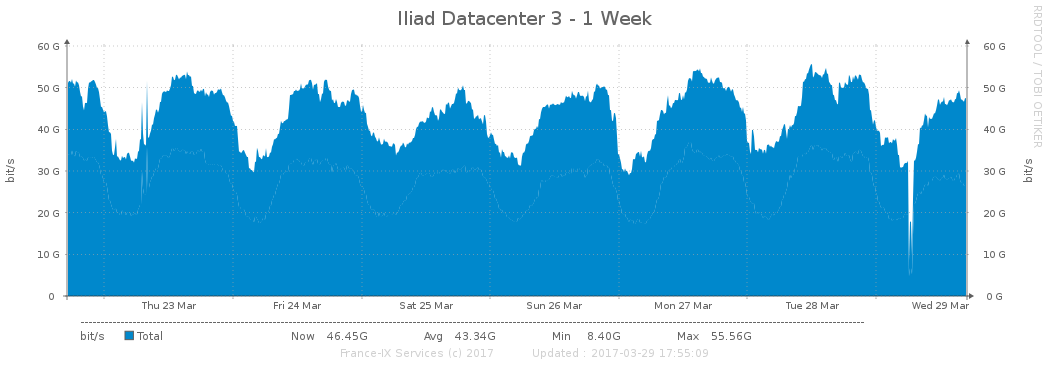 Iliad Datacenter 3 - 1 Week
RRDTOOL / TOBI OETIKER
60 G 60 G
50 G 50 G
40 G 40 G
30 G 30 G
20 G 20 G
10 G 10 G
0 0 G
bit/s
bit/s
Thu 23 Mar Fri 24 Mar Sat 25 Mar Sun 26 Mar Mon 27 Mar Tue 28 Mar Wed 29 Mar
bit/s Total Now 46.45G Avg 43.34G Min 8.40G Max 55.56G
France-IX Services (c) 2017 Updated : 2017-03-29 17:55:09